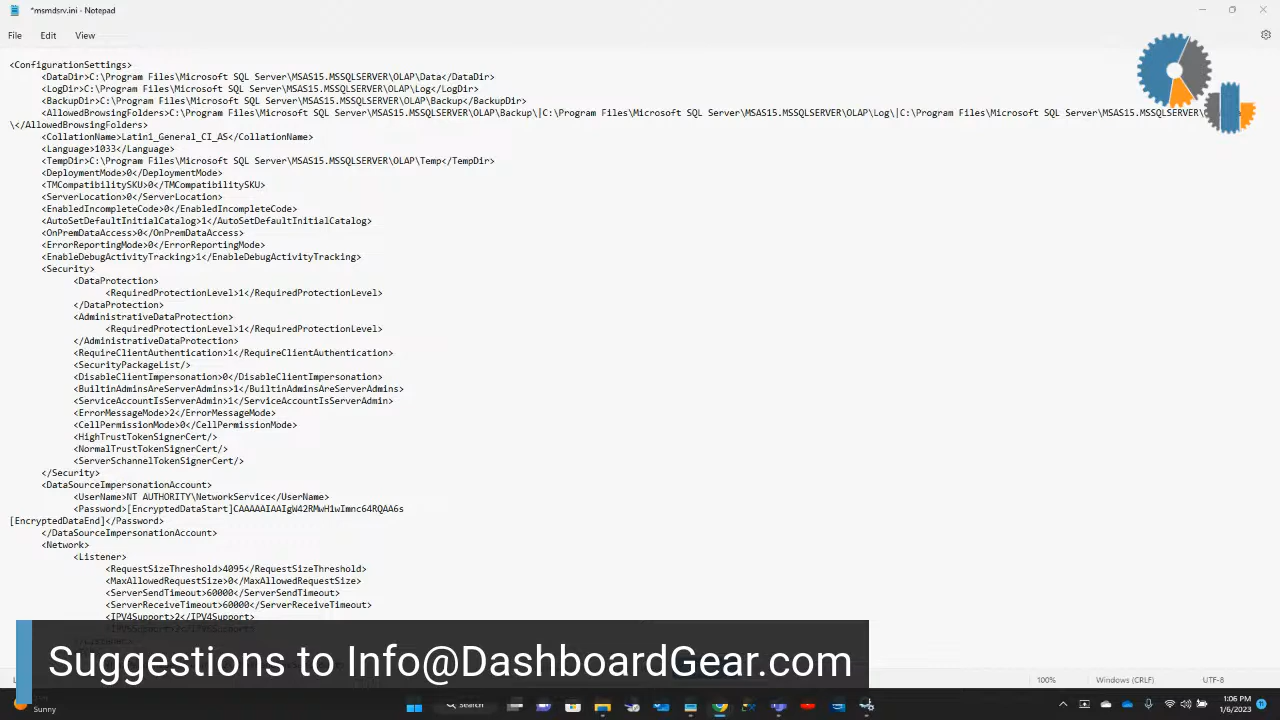 *msmdsrv.ini - Notepad
File Edit View
<ConfigurationSettings>
<DataDir>C:\Program Files\Microsoft SQL Server\MSAS15.MSSQLSERVER\OLAP\Data</DataDir>
<LogDir>C:\Program Files\Microsoft SQL Server\MSAS15.MSSQLSERVER\OLAP\Log</LogDir>
<BackupDir>C:\Program Files\Microsoft SQL Server\MSAS15.MSSQLSERVER\OLAP\Backup</BackupDir>
<AllowedBrowsingFolders>C:\Program Files\Microsoft SQL Server\MSAS15.MSSQLSERVER\OLAP\Backup\|C:\Program Files\Microsoft SQL Server\MSAS15.MSSQLSERVER\OLAP\Log\|C:\Program Files\Microsoft SQL Server\MSAS15.MSSQLSERVER\
\</AllowedBrowsingFolders>
<CollationName>Latin1_General_CI_AS</CollationName>
<Language>1033</Language>
<TempDir>C:\Program Files\Microsoft SQL Server\MSAS15.MSSQLSERVER\OLAP\Temp</TempDir>
<DeploymentMode>0</DeploymentMode>
<TMCompatibilitySKU>0</TMCompatibilitySKU>
<ServerLocation>0</ServerLocation>
<EnabledIncompleteCode>0</EnabledIncompleteCode>
<AutoSetDefaultInitialCatalog>1</AutoSetDefaultInitialCatalog>
<OnPremDataAccess>0</OnPremDataAccess>
<ErrorReportingMode>0</ErrorReportingMode>
<EnableDebugActivityTracking>1</EnableDebugActivityTracking>
<Security>
<DataProtection>
<RequiredProtectionLevel>1</RequiredProtectionLevel>
</DataProtection>
<AdministrativeDataProtection>
<RequiredProtectionLevel>1</RequiredProtectionLevel>
</AdministrativeDataProtection>
<RequireClientAuthentication>1</RequireClientAuthentication>
<SecurityPackageList/>
<DisableClientImpersonation>0</DisableClientImpersonation>
<BuiltinAdminsAreServerAdmins>1</BuiltinAdminsAreServerAdmins>
<ServiceAccountIsServerAdmin>1</ServiceAccountIsServerAdmin>
<ErrorMessageMode>2</ErrorMessageMode>
<CellPermissionMode>0</CellPermissionMode>
<HighTrustTokenSignerCert/>
<NormalTrustTokenSignerCert/>
<ServerSchannelTokenSignerCert/>
</Security>
<DataSourceImpersonationAccount>
<UserName>NT AUTHORITY\NetworkService</UserName>
<Password>[EncryptedDataStart]CAAAAAIAAIgW42RMwH1wImnc64RQAA6s
[EncryptedDataEnd]</Password>
</DataSourceImpersonationAccount>
<Network>
<Listener>
<RequestSizeThreshold>4095</RequestSizeThreshold>
<MaxAllowedRequestSize>0</MaxAllowedRequestSize>
<ServerSendTimeout>60000</ServerSendTimeout>
<ServerReceiveTimeout>60000</ServerReceiveTimeout>
<IPV4Support>2</IPV4Support>
Suggestions to Info@DashboardGear.com
100% Windows (CRLF) UTF-8
Sunny
Search
1:06 PM
1/6/2023